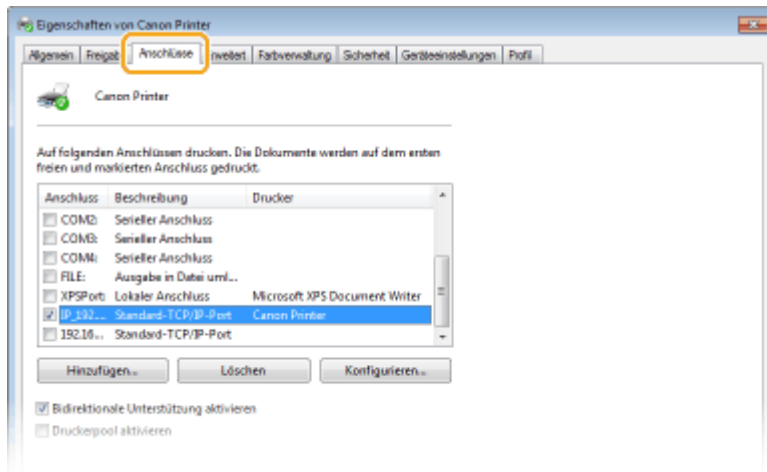 Eigenschaften von Canon Printer
Allgemein Freigabe Anschlüsse Erweitert Farbverwaltung Sicherheit Geräteeinstellungen Profil
Canon Printer
Auf folgenden Anschlüssen drucken. Die Dokumente werden auf dem ersten
freien und markierten Anschluss gedruckt.
Anschluss Beschreibung Drucker
COM2: Serieller Anschluss
COM3: Serieller Anschluss
COM4: Serieller Anschluss
FILE: Ausgabe in Datei uml...
XPSPort: Lokaler Anschluss Microsoft XPS Document Writer
IP_192.... Standard-TCP/IP-Port Canon Printer
192.16... Standard-TCP/IP-Port
Hinzufügen... Löschen Konfigurieren...
Bidirektionale Unterstützung aktivieren
Druckerpool aktivieren